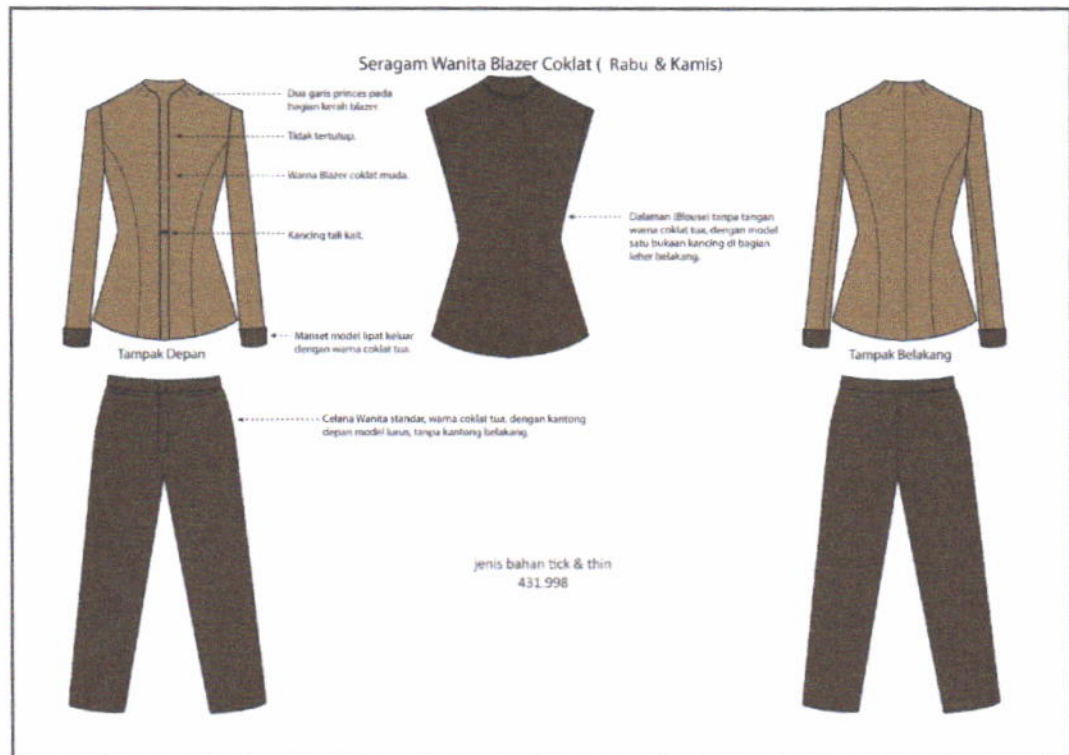 Seragam Wanita Blazer Coklat ( Rabu & Kamis)
Dua garis princes pada
bagian kerah blazer.
Tidak tertutup.
Warna Blazer coklat muda.
Kancing tali kait.
Manset model lipat keluar
dengan warna coklat tua.
Tampak Depan
Dalaman (Blouse) tanpa tangan
warna coklat tua, dengan model
satu bukaan kancing di bagian
leher belakang.
Tampak Belakang
Celana Wanita standar, warna coklat tua, dengan kantong
depan model lurus, tanpa kantong belakang.
jenis bahan tick & thin
431.998